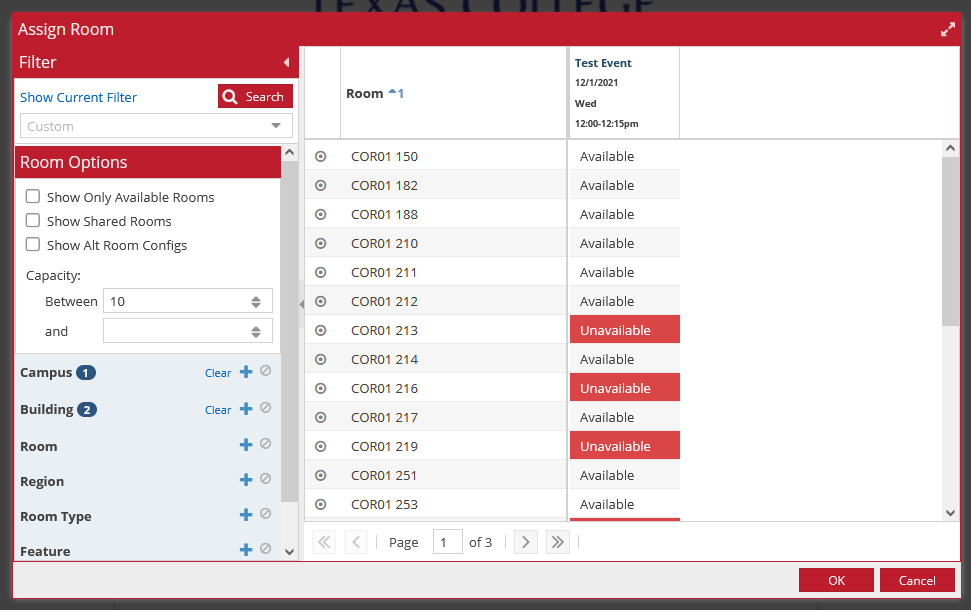 TEXAS COLLEGE
Assign Room
Filter
Show Current Filter
Search
Custom
Room Options
Show Only Available Rooms
Show Shared Rooms
Show Alt Room Configs
Capacity:
Between 10
and
Campus 1 Clear
Building 2 Clear
Room
Region
Room Type
Feature
Room 1
Test Event
12/1/2021
Wed
12:00-12:15pm
COR01 150 Available
COR01 182 Available
COR01 188 Available
COR01 210 Available
COR01 211 Available
COR01 212 Available
COR01 213 Unavailable
COR01 214 Available
COR01 216 Unavailable
COR01 217 Available
COR01 219 Unavailable
COR01 251 Available
COR01 253 Available
Page 1 of 3
OK
Cancel